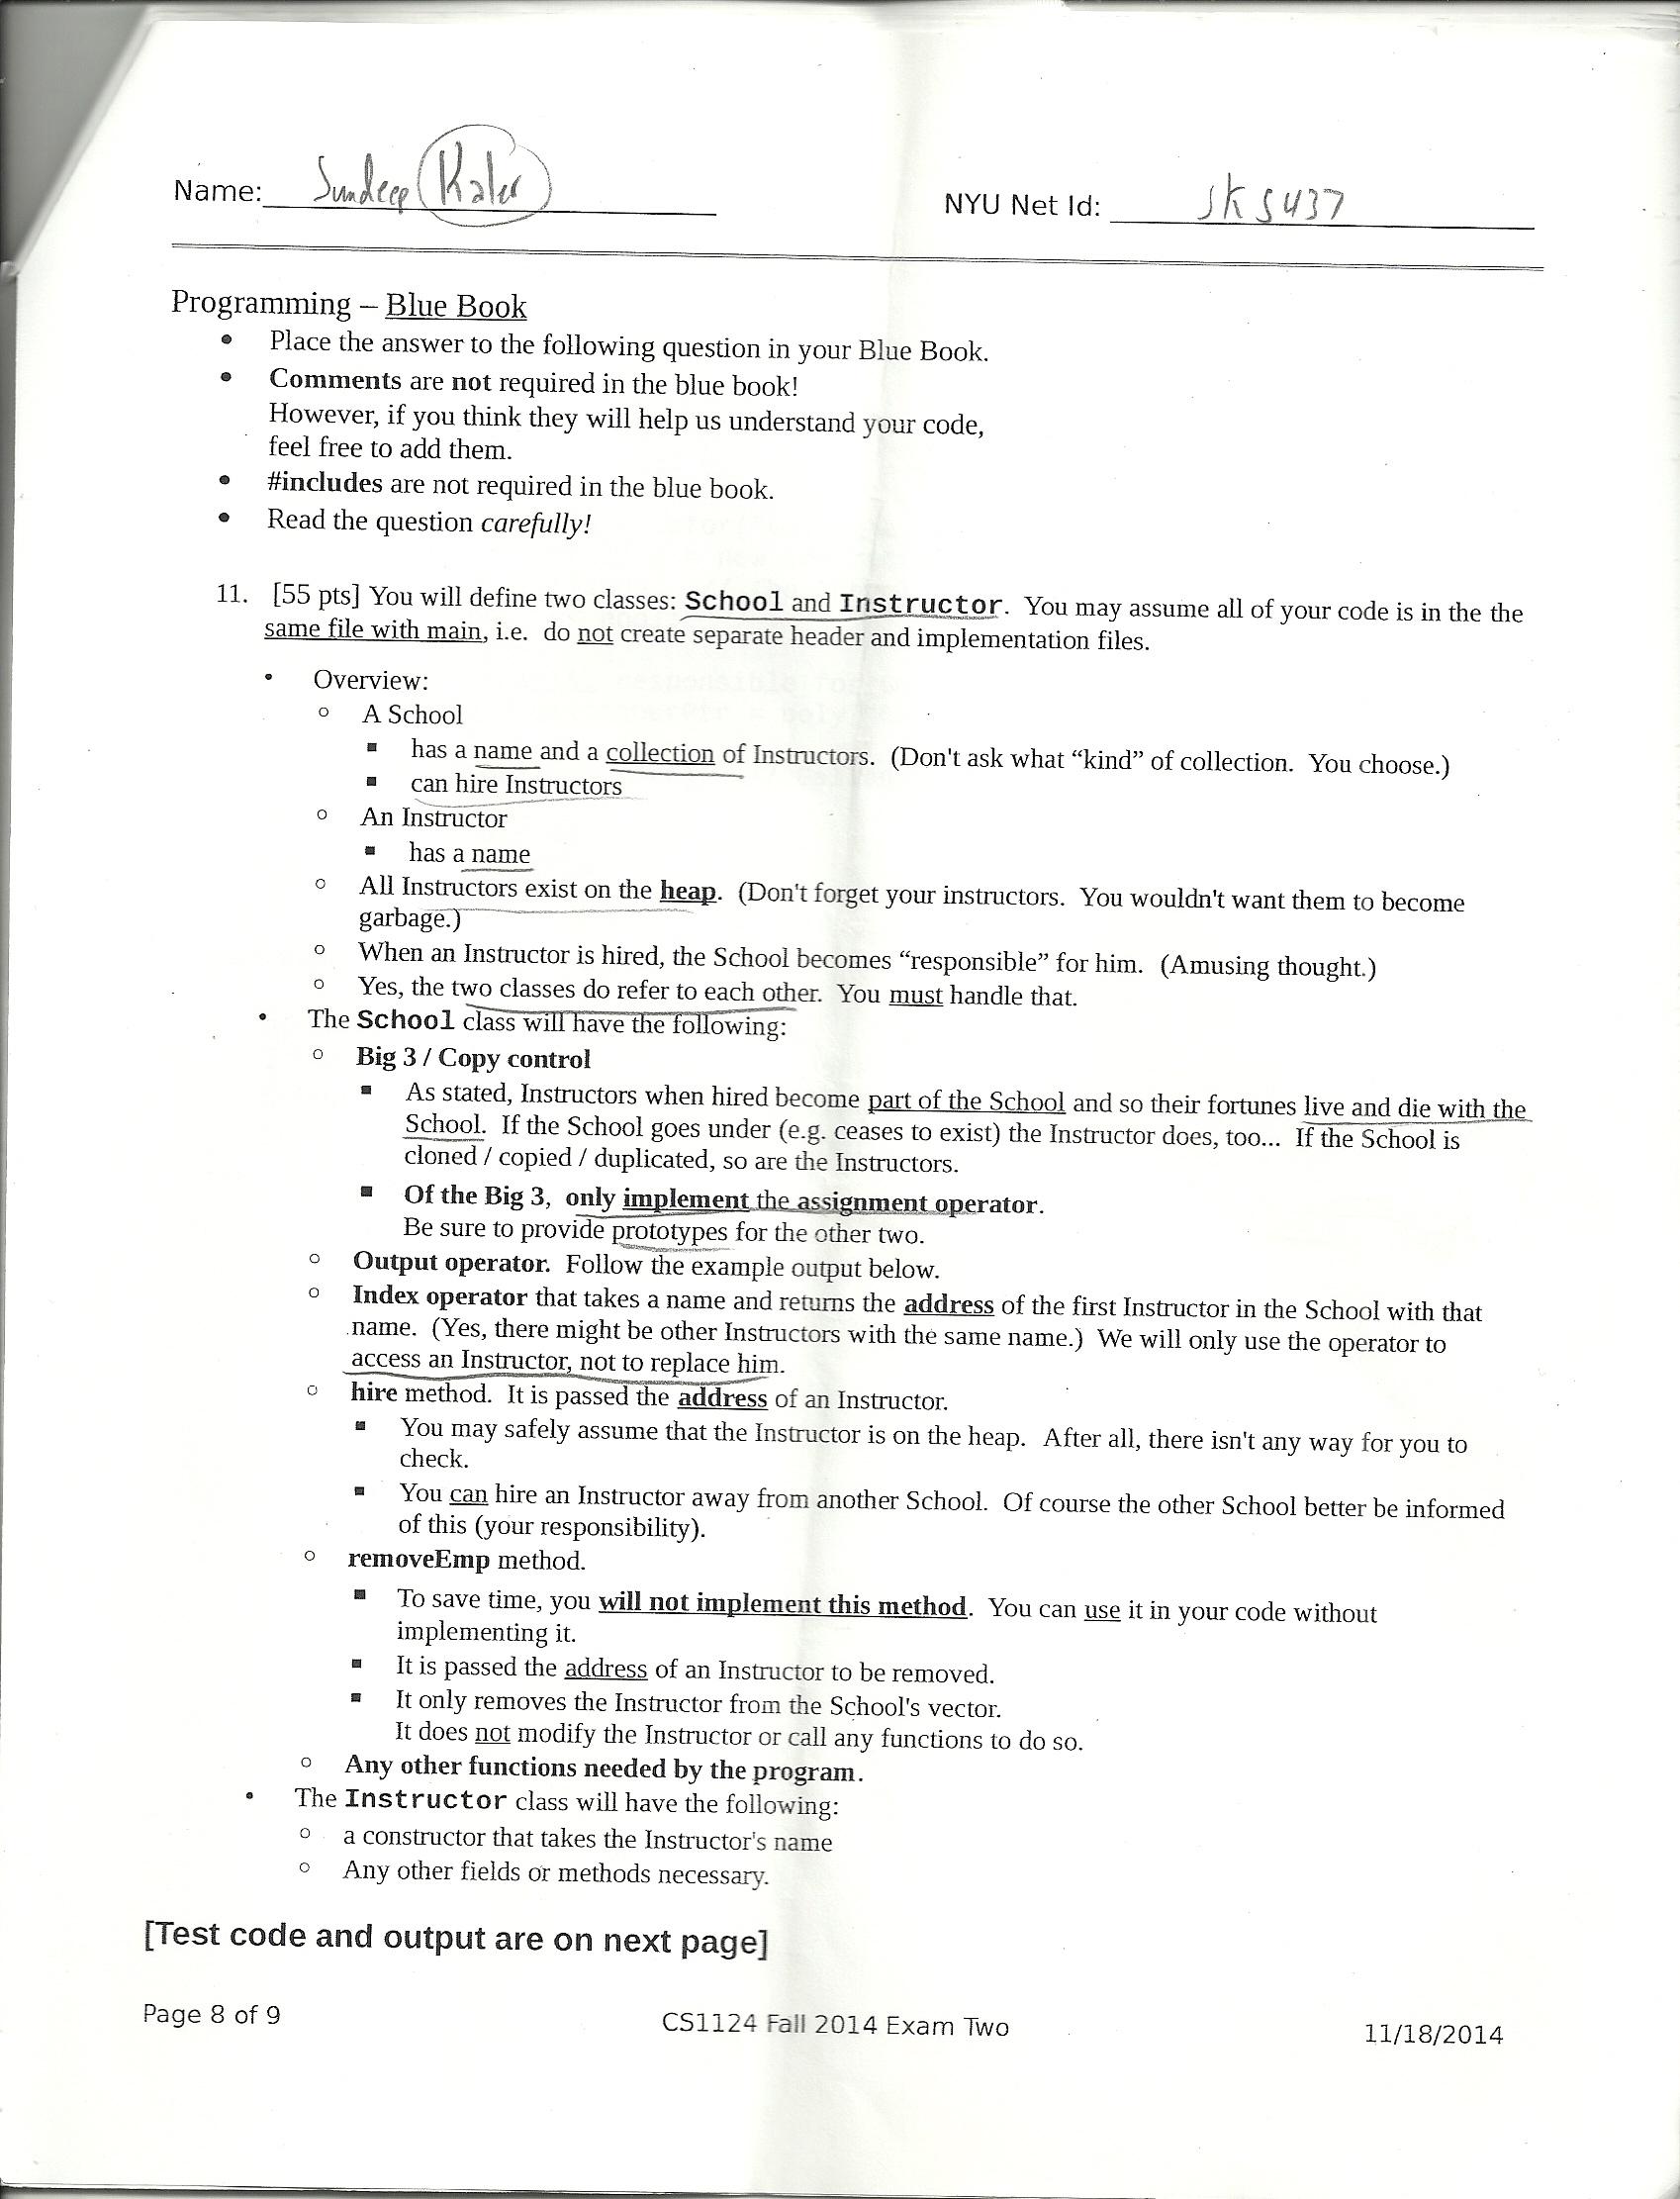 Name: Sundeep Kaler NYU Net Id: SKS437
Programming – Blue Book
• Place the answer to the following question in your Blue Book.
• Comments are not required in the blue book!
However, if you think they will help us understand your code,
feel free to add them.
• #includes are not required in the blue book.
• Read the question carefully!
11. [55 pts] You will define two classes: School and Instructor. You may assume all of your code is in the the
same file with main, i.e. do not create separate header and implementation files.
• Overview:
○ A School
▪ has a name and a collection of Instructors. (Don't ask what “kind” of collection. You choose.)
▪ can hire Instructors
○ An Instructor
▪ has a name
○ All Instructors exist on the heap. (Don't forget your instructors. You wouldn't want them to become
garbage.)
○ When an Instructor is hired, the School becomes “responsible” for him. (Amusing thought.)
○ Yes, the two classes do refer to each other. You must handle that.
• The School class will have the following:
○ Big 3 / Copy control
▪ As stated, Instructors when hired become part of the School and so their fortunes live and die with the
School. If the School goes under (e.g. ceases to exist) the Instructor does, too... If the School is
cloned / copied / duplicated, so are the Instructors.
▪ Of the Big 3, only implement the assignment operator.
Be sure to provide prototypes for the other two.
○ Output operator. Follow the example output below.
○ Index operator that takes a name and returns the address of the first Instructor in the School with that
name. (Yes, there might be other Instructors with the same name.) We will only use the operator to
access an Instructor, not to replace him.
○ hire method. It is passed the address of an Instructor.
▪ You may safely assume that the Instructor is on the heap. After all, there isn't any way for you to
check.
▪ You can hire an Instructor away from another School. Of course the other School better be informed
of this (your responsibility).
○ removeEmp method.
▪ To save time, you will not implement this method. You can use it in your code without
implementing it.
▪ It is passed the address of an Instructor to be removed.
▪ It only removes the Instructor from the School's vector.
It does not modify the Instructor or call any functions to do so.
○ Any other functions needed by the program.
• The Instructor class will have the following:
○ a constructor that takes the Instructor's name
○ Any other fields or methods necessary.
[Test code and output are on next page]
Page 8 of 9 CS1124 Fall 2014 Exam Two 11/18/2014